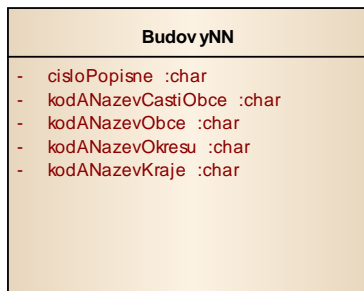 BudovyNN
- cisloPopisne :char
- kodANazevCastiObce :char
- kodANazevObce :char
- kodANazevOkresu :char
- kodANazevKraje :char